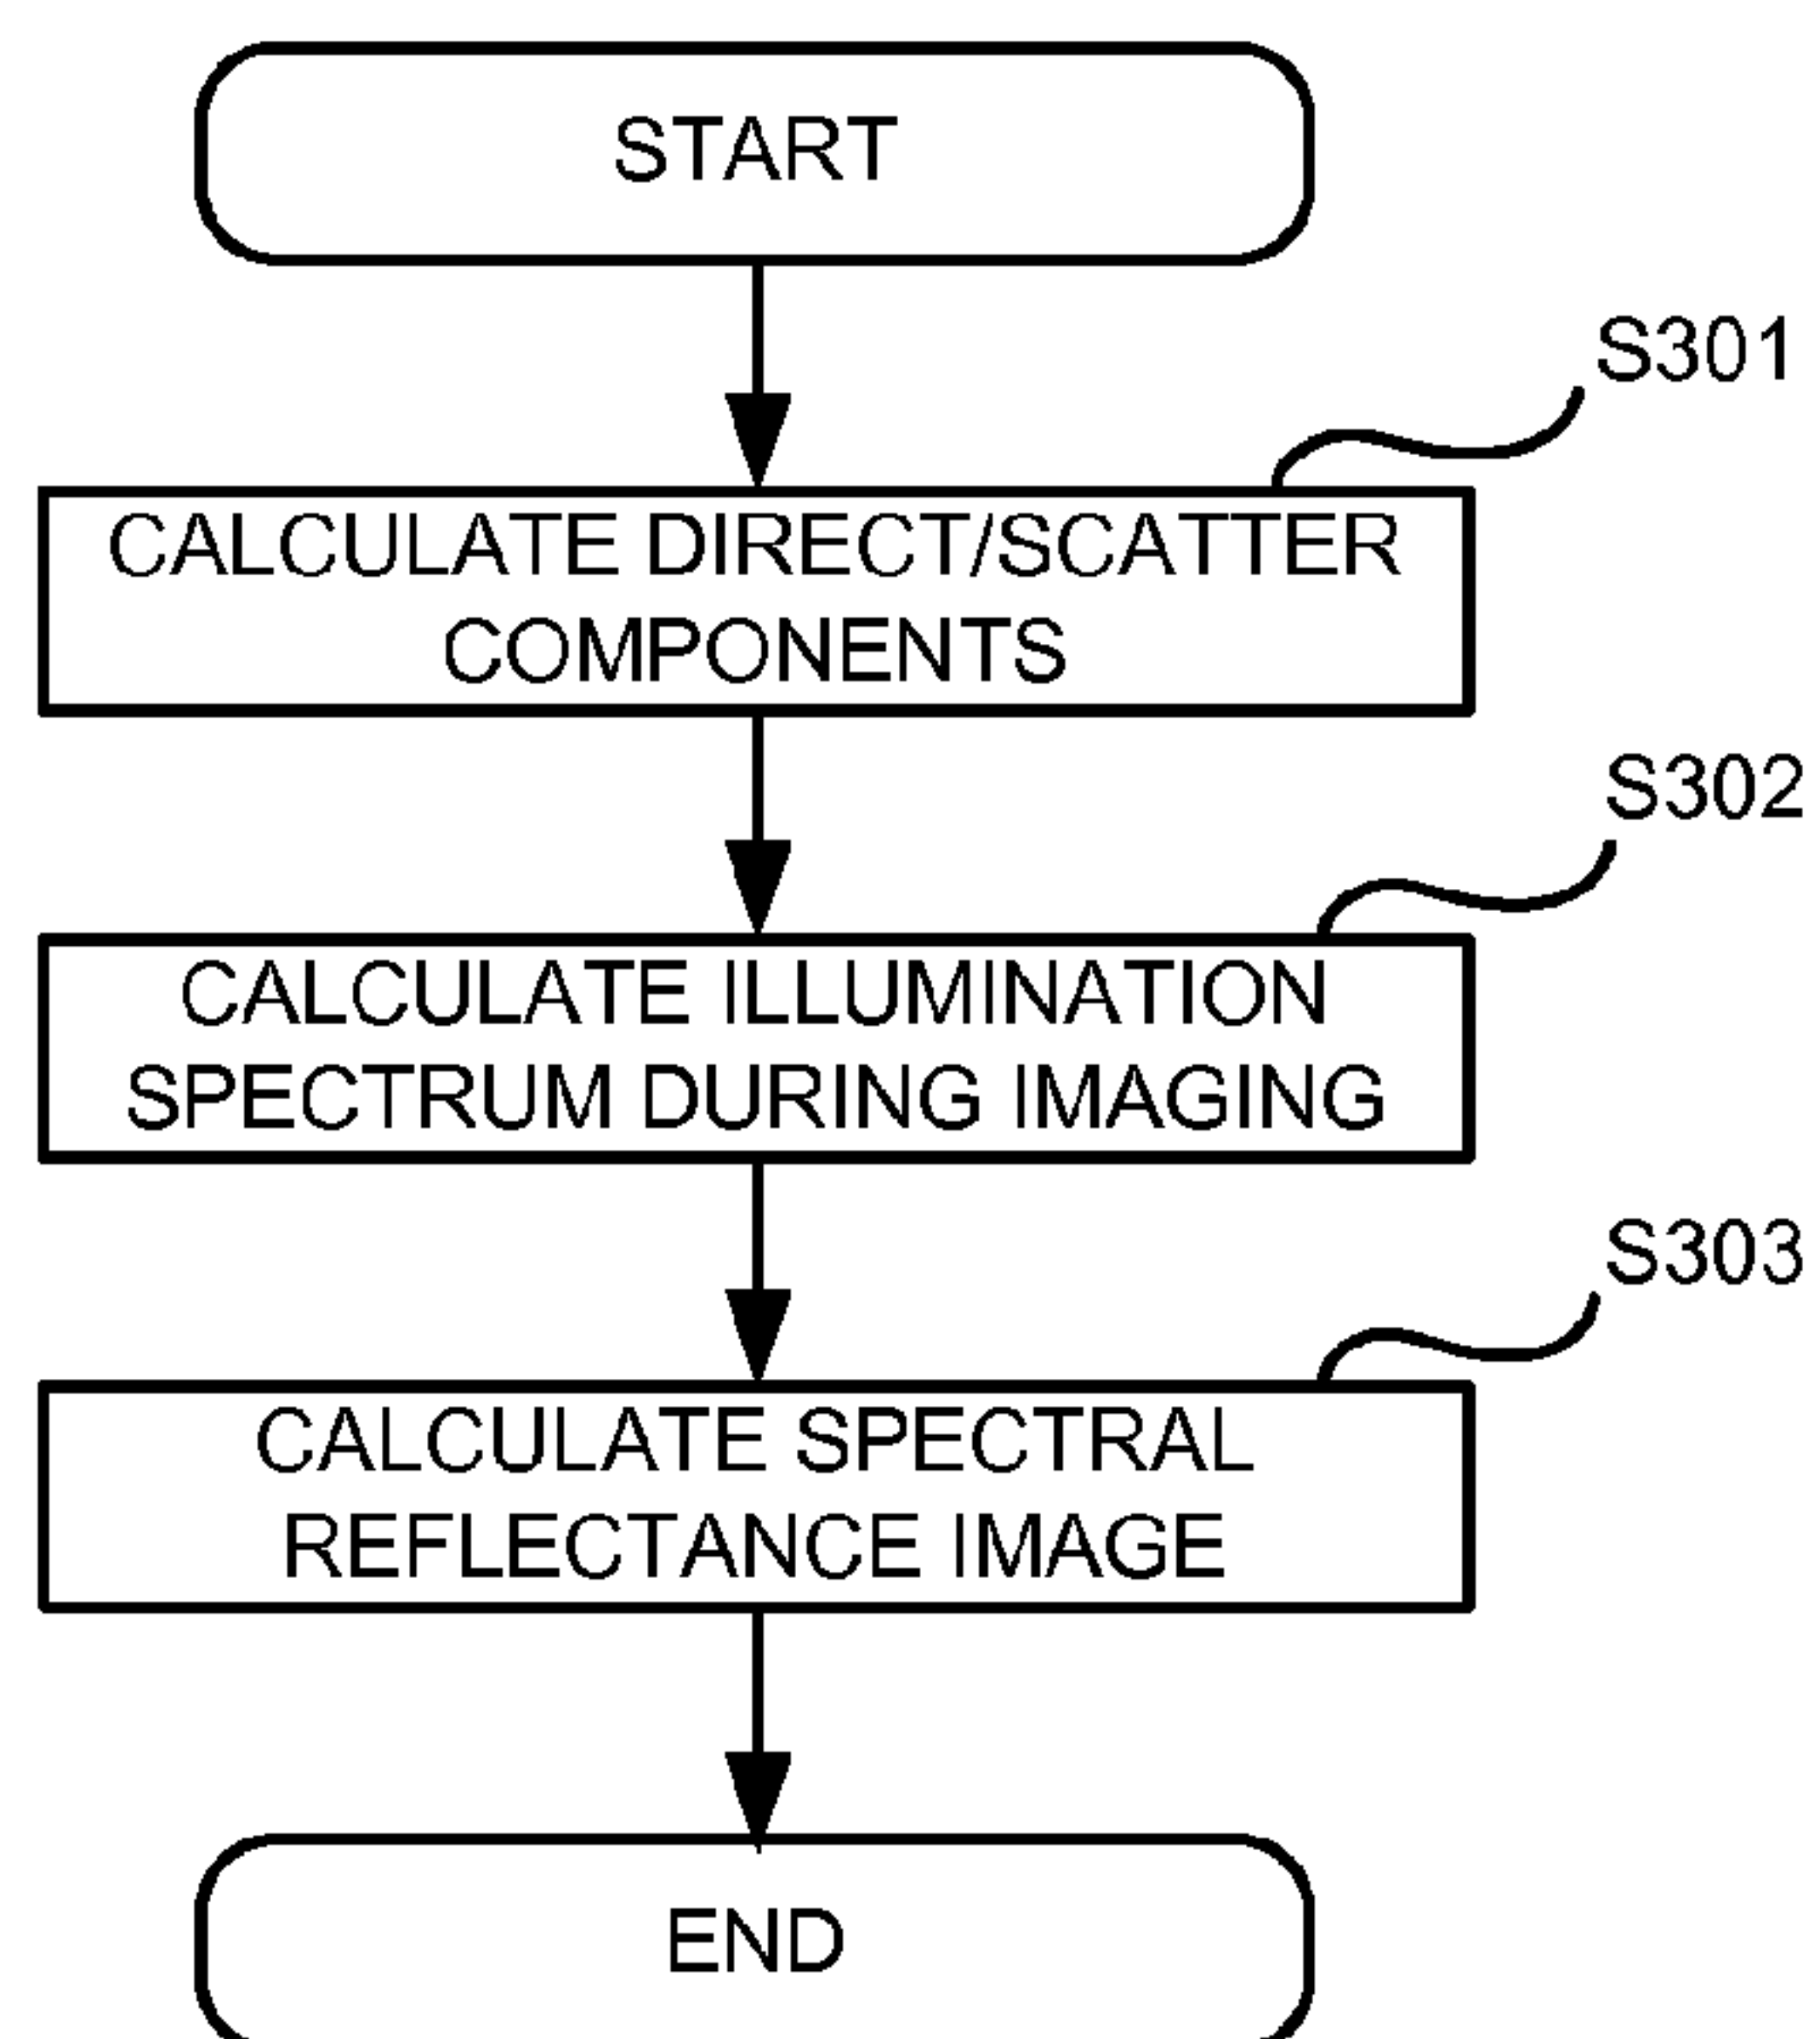 START
S301
CALCULATE DIRECT/SCATTER
COMPONENTS
S302
CALCULATE ILLUMINATION
SPECTRUM DURING IMAGING
S303
CALCULATE SPECTRAL
REFLECTANCE IMAGE
END